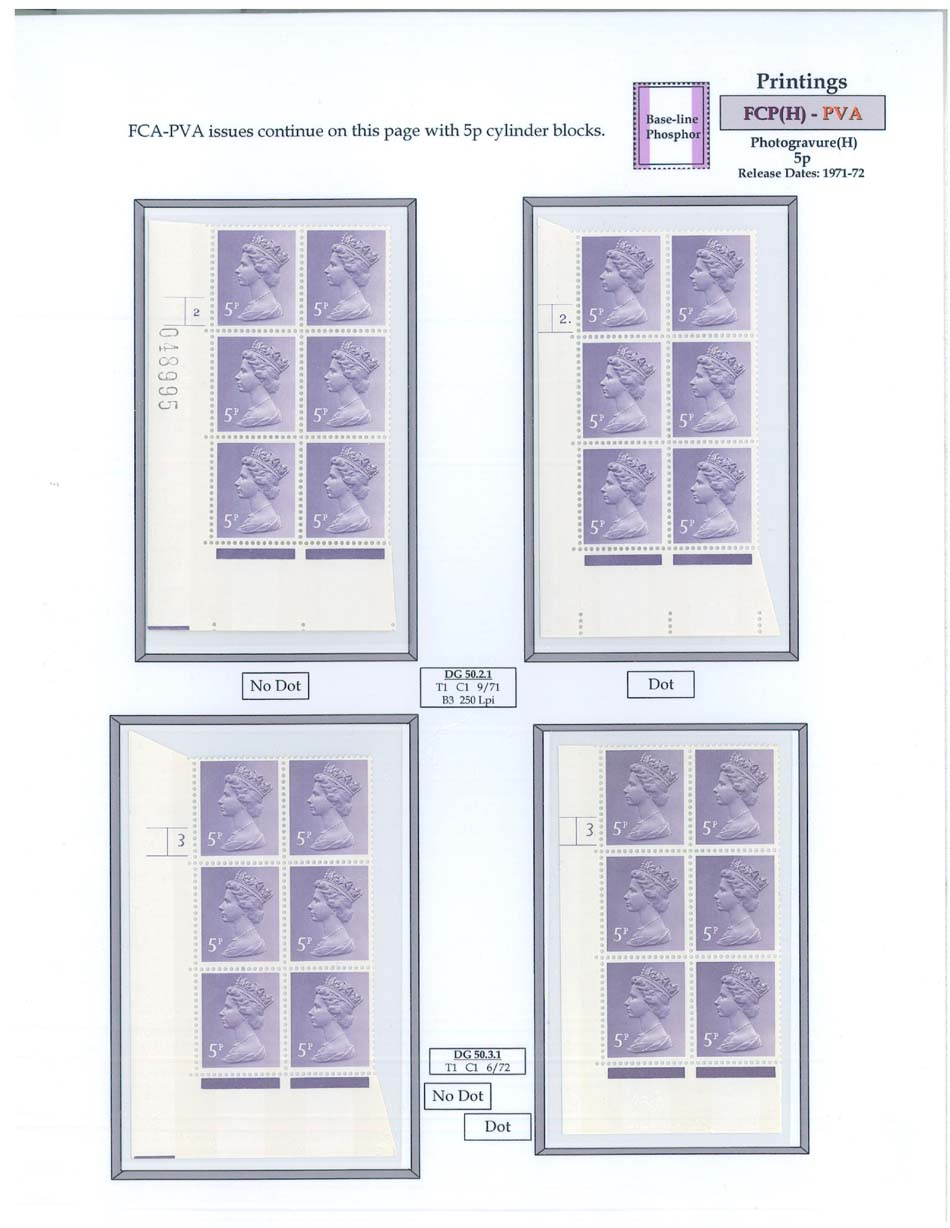 Printings
FCP(H) - PVA
Photogravure(H)
5p
Release Dates: 1971-72
Base-line
Phosphor
FCA-PVA issues continue on this page with 5p cylinder blocks.
2
048995
5P 5P
5P 5P
5P 5P
2.
5P 5P
5P 5P
5P 5P
No Dot
DG 50.2.1
T1 C1 9/71
B3 250 Lpi
Dot
3
5P 5P
5P 5P
5P 5P
3.
5P 5P
5P 5P
5P 5P
DG 50.3.1
T1 C1 6/72
No Dot
Dot